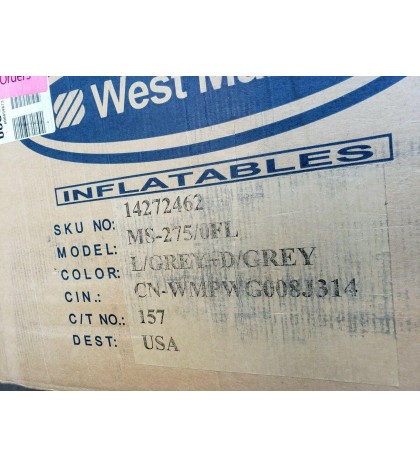 Orders
West Ma
INFLATABLES
SKU NO: 14272462
MODEL: MS-275/0FL
COLOR: L/GREY+D/GREY
CIN.: CN-WMPWG008J314
C/T NO.: 157
DEST: USA